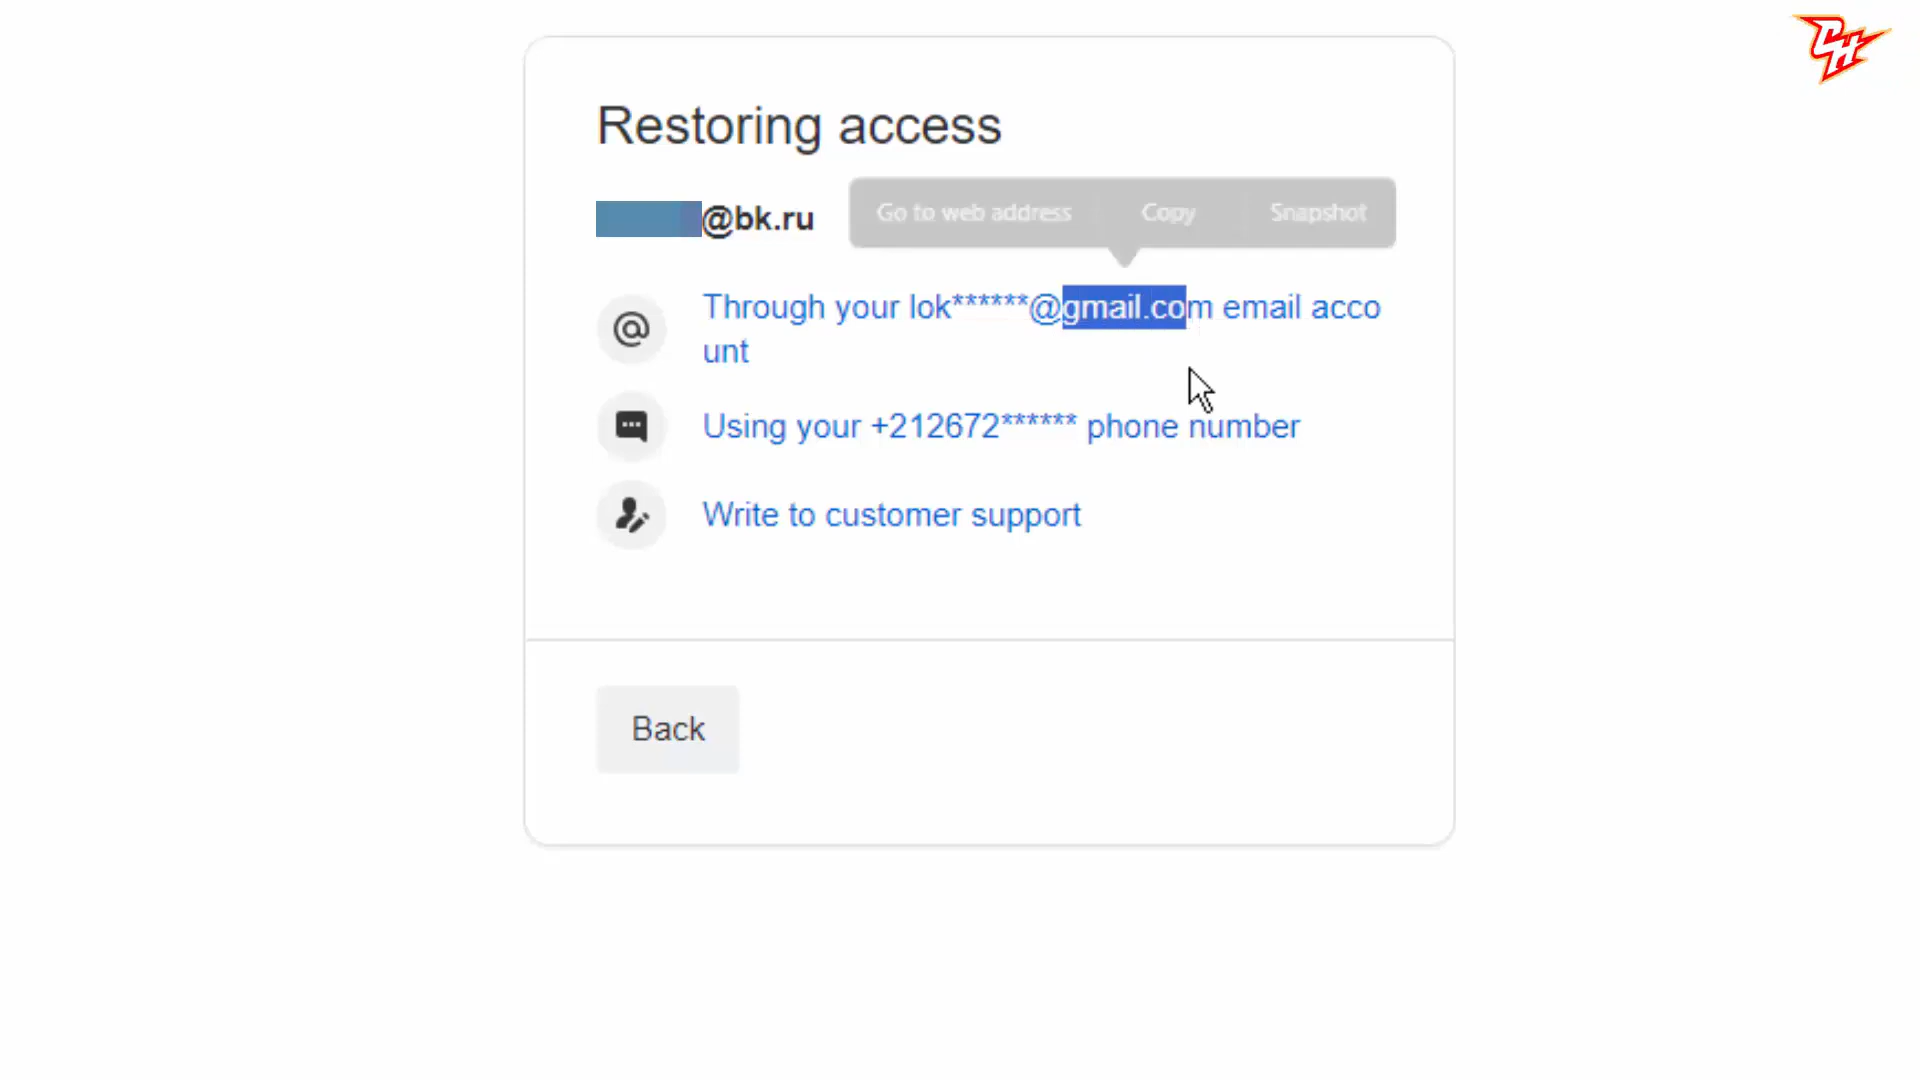 CH
Restoring access
@bk.ru
Go to web address Copy Snapshot
Through your lok******@gmail.com email acco
unt
Using your +212672****** phone number
Write to customer support
Back